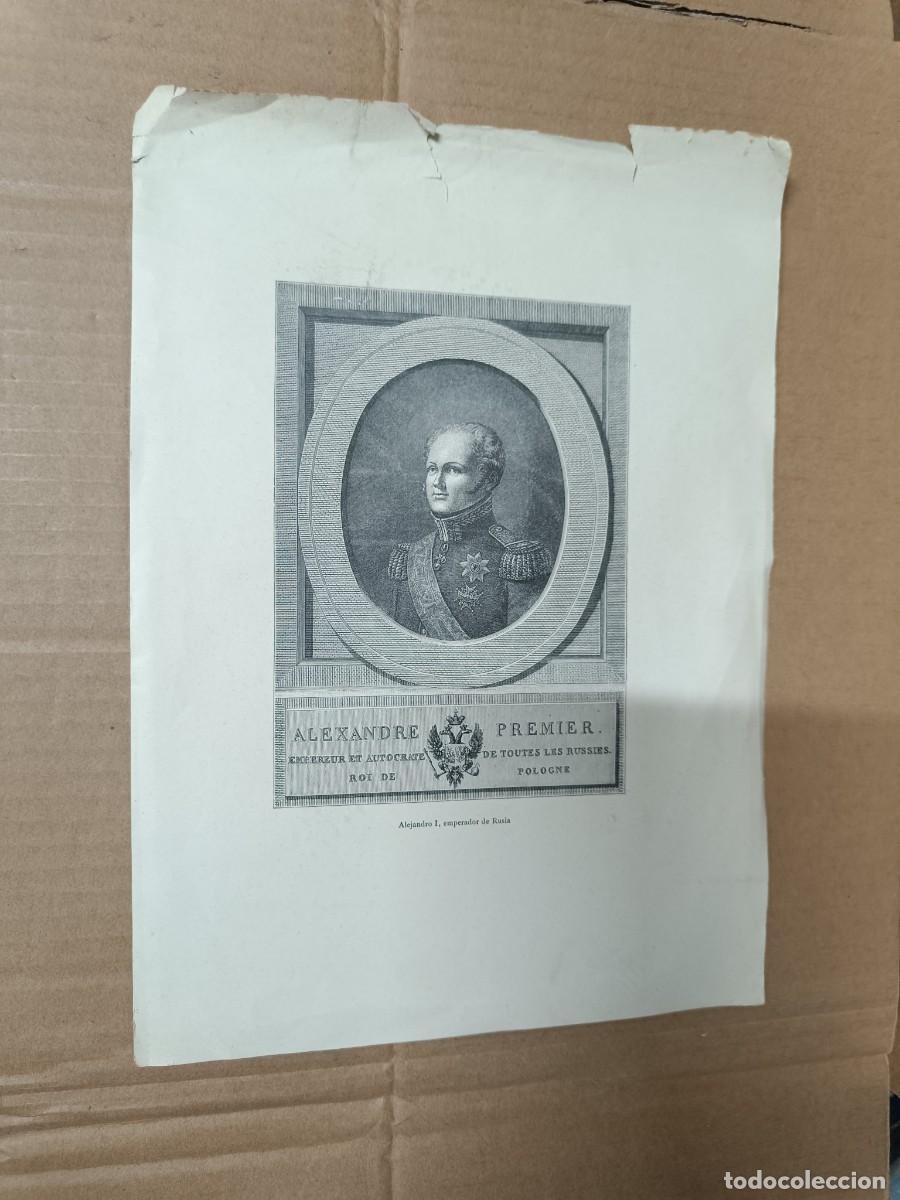 ALEXANDRE PREMIER.
EMPEREUR ET AUTOCRATE DE TOUTES LES RUSSIES.
ROI DE POLOGNE
Alejandro I, emperador de Rusia
todocoleccion